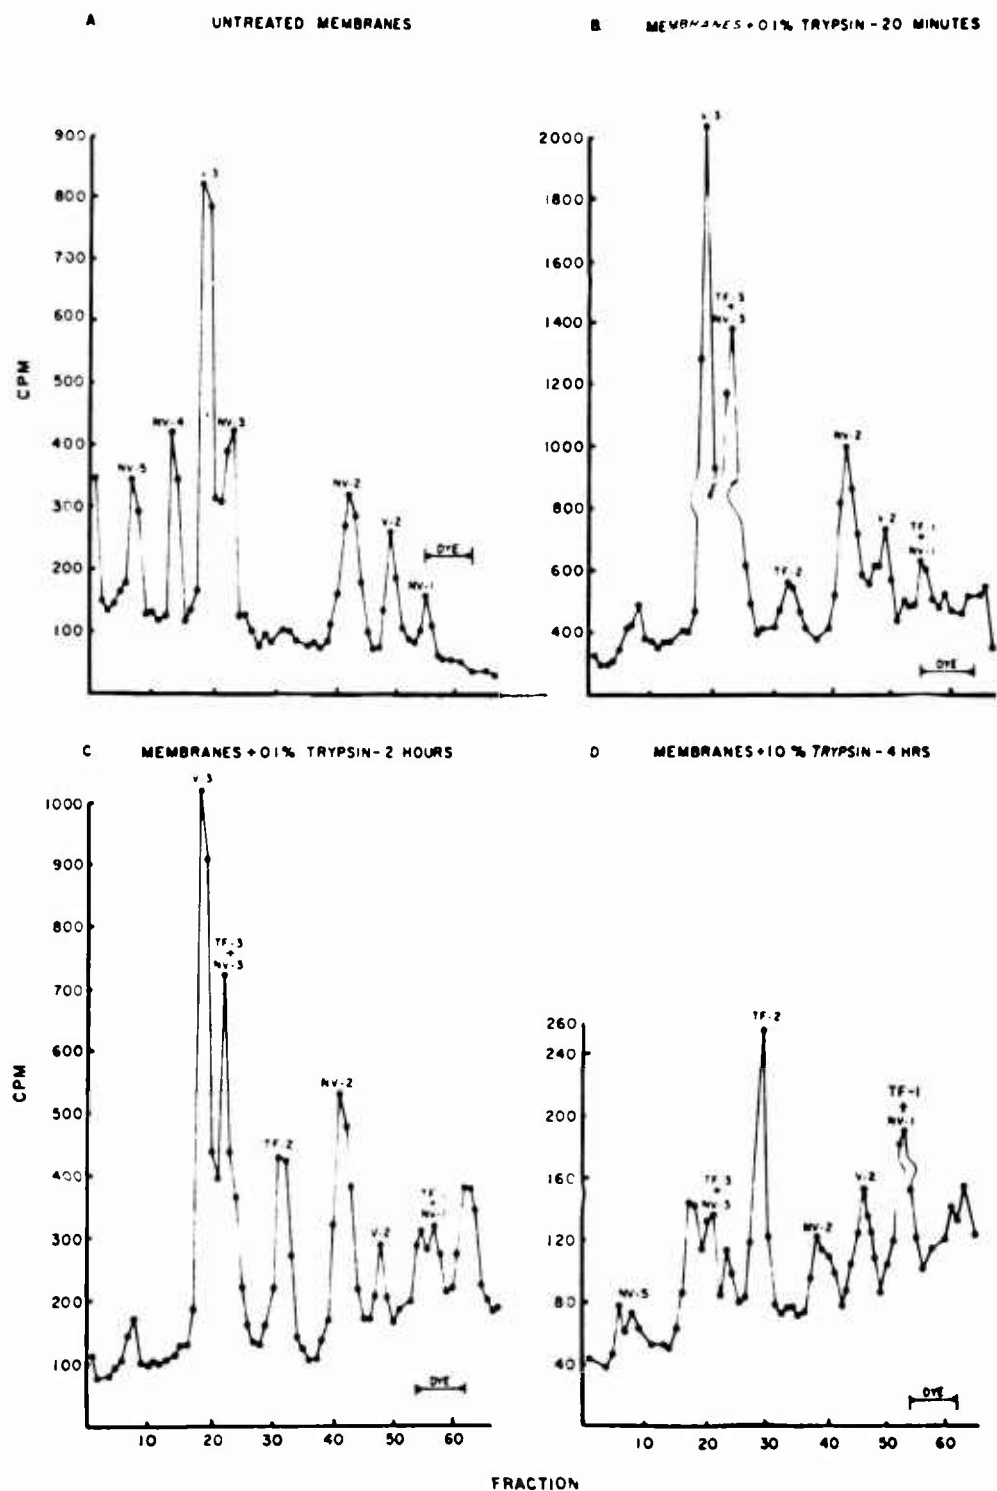 A UNTREATED MEMBRANES
900
800
700
600
500
400
300
200
100
CPM
NV-5
NV-4
NV-3
NV-2
V-2
NV-1
DYE
B MEMBRANES + 01% TRYPSIN - 20 MINUTES
2000
1800
1600
1400
1200
1000
800
600
400
V-3
TF-3
+
NV-3
TF-2
NV-2
V-2
TF-1
+
NV-1
DYE
C MEMBRANES + 01% TRYPSIN - 2 HOURS
1000
900
800
700
600
500
400
300
200
100
CPM
V-3
TF-3
+
NV-3
TF-2
NV-2
V-2
NV-1
DYE
10 20 30 40 50 60
D MEMBRANES + 10 % TRYPSIN - 4 HRS
260
240
200
160
120
80
40
NV-5
TF-3
+
NV-3
TF-2
NV-2
V-2
TF-1
+
NV-1
DYE
10 20 30 40 50 60
FRACTION